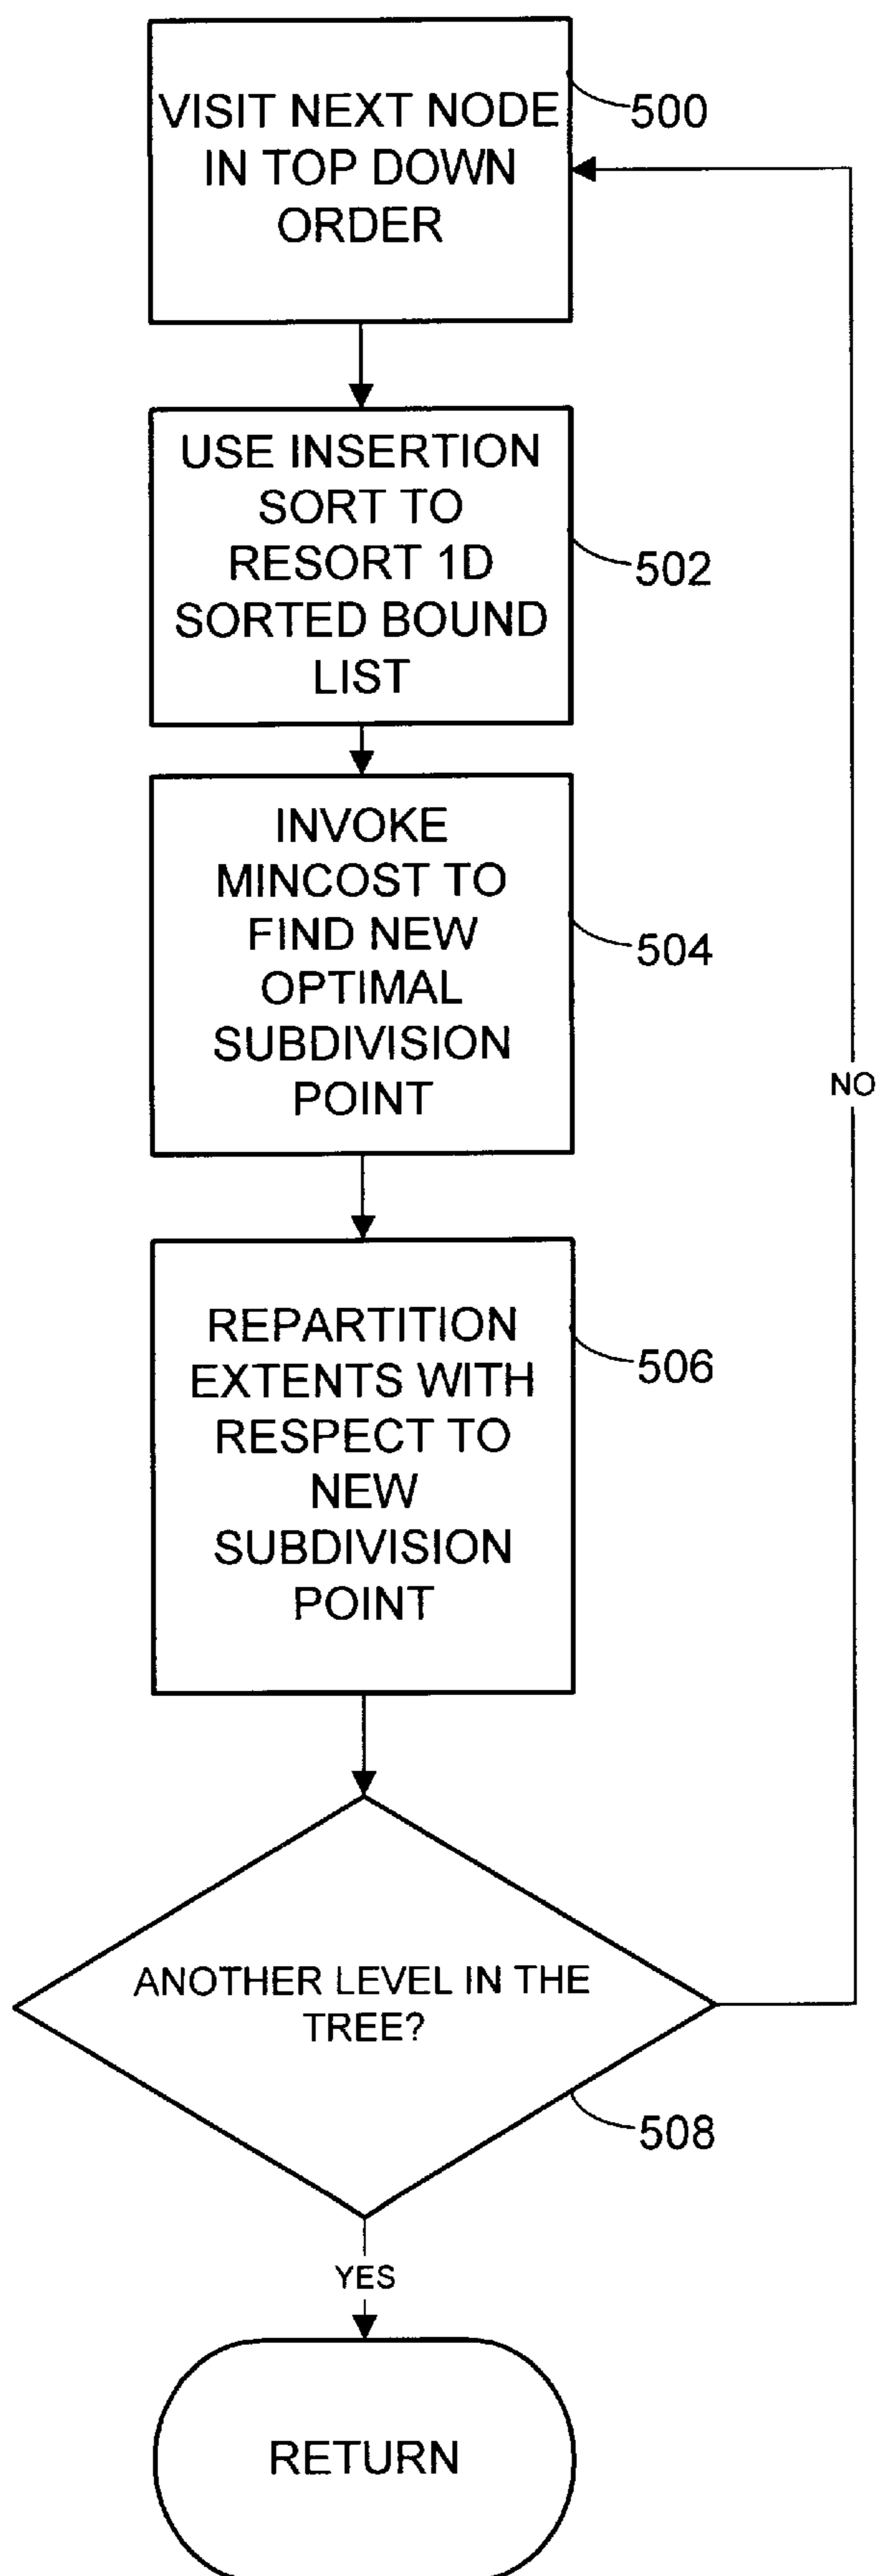 VISIT NEXT NODE
IN TOP DOWN
ORDER
500
USE INSERTION
SORT TO
RESORT 1D
SORTED BOUND
LIST
502
INVOKE
MINCOST TO
FIND NEW
OPTIMAL
SUBDIVISION
POINT
504
NO
REPARTITION
EXTENTS WITH
RESPECT TO
NEW
SUBDIVISION
POINT
506
ANOTHER LEVEL IN THE
TREE?
508
YES
RETURN